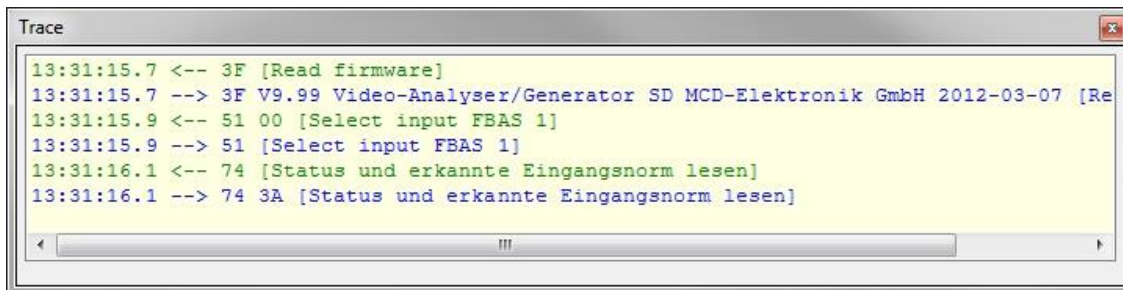 Trace
13:31:15.7 <-- 3F [Read firmware]
13:31:15.7 --> 3F V9.99 Video-Analyser/Generator SD MCD-Elektronik GmbH 2012-03-07 [Re
13:31:15.9 <-- 51 00 [Select input FBAS 1]
13:31:15.9 --> 51 [Select input FBAS 1]
13:31:16.1 <-- 74 [Status und erkannte Eingangsnorm lesen]
13:31:16.1 --> 74 3A [Status und erkannte Eingangsnorm lesen]